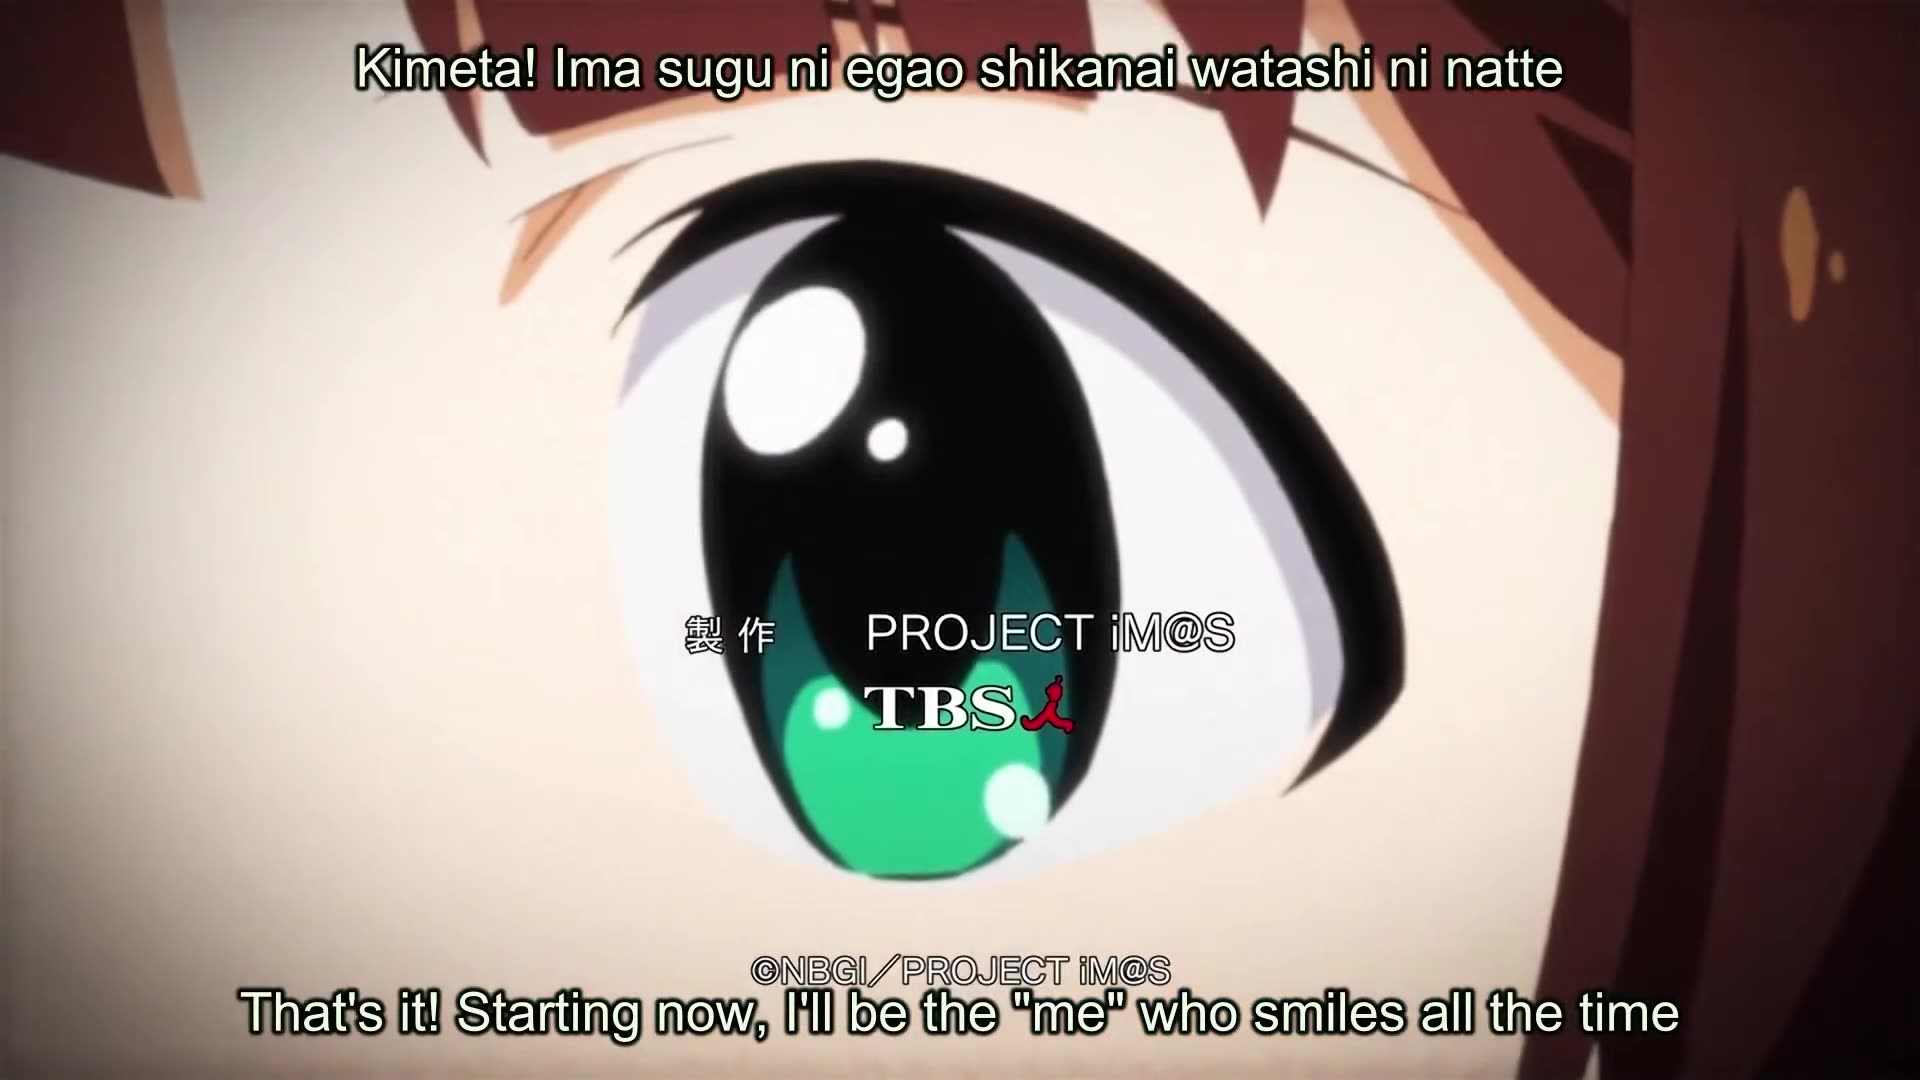 Kimeta! Ima sugu ni egao shikanai watashi ni natte
製作 PROJECT iM@S
TBS
©NBGI／PROJECT iM@S
That's it! Starting now, I'll be the "me" who smiles all the time